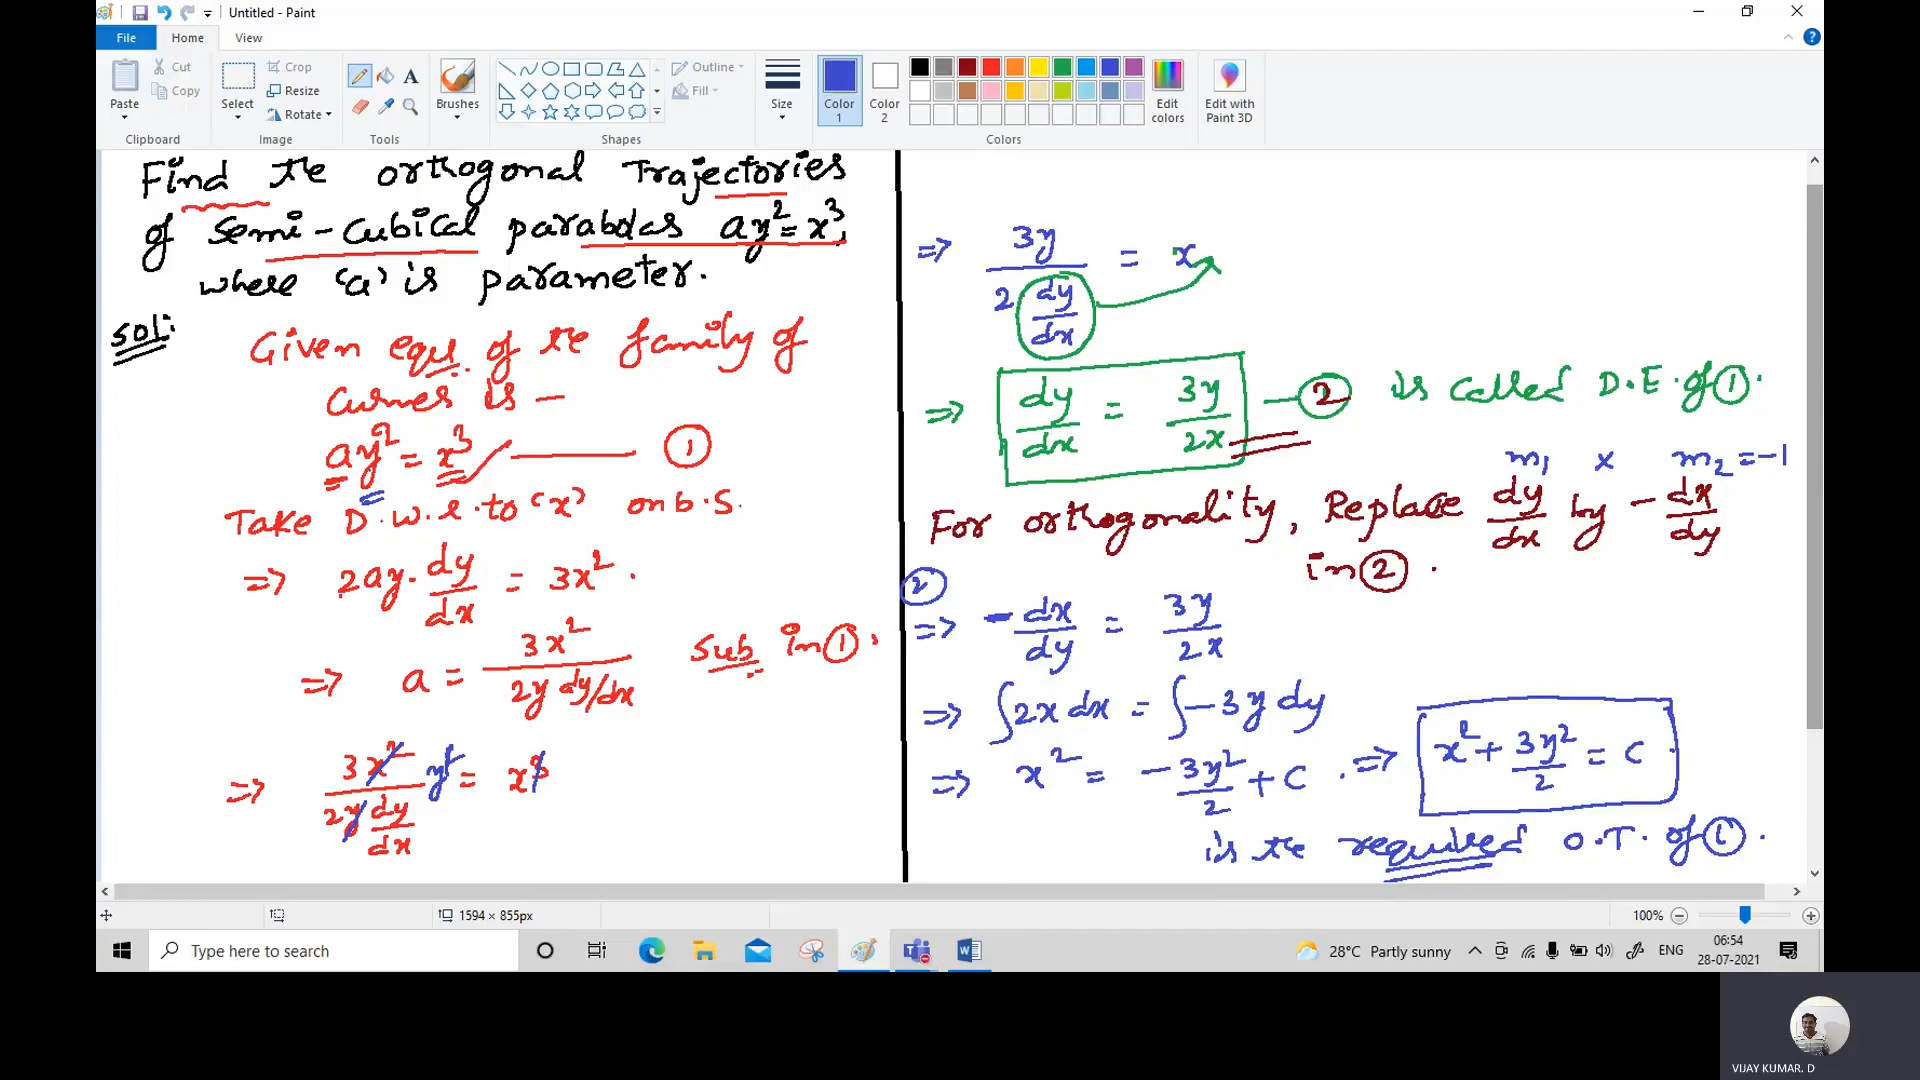 Untitled - Paint
File Home View
Paste Cut Copy Clipboard
Select Crop Resize Rotate Image
Tools
Brushes
Shapes Outline Fill
Size
Color 1 Color 2 Colors
Edit colors
Edit with Paint 3D
Find the orthogonal Trajectories
of semi-cubical parabolas ay² = x³,
where 'a' is parameter.
Sol:
Given equ. of the family of
curves is —
ay² = x³ — ①
Take D.w.r.to 'x' on b.s.
=> 2ay. dy/dx = 3x².
=> a = 3x²/(2y dy/dx) Sub in ①.
=> (3x²/(2y dy/dx)) y² = x³
=> 3y/(2 dy/dx) = x
=> dy/dx = 3y/2x — ② is called D.E. of ①.
m₁ × m₂ = -1
For orthogonality, Replace dy/dx by - dx/dy
in ②.
②
=> - dx/dy = 3y/2x
=> ∫2x dx = ∫-3y dy
=> x² = -3y²/2 + C . => x² + 3y²/2 = C
is the required O.T. of ①.
1594 × 855px 100%
Type here to search
28°C Partly sunny ENG 06:54
28-07-2021
VIJAY KUMAR. D